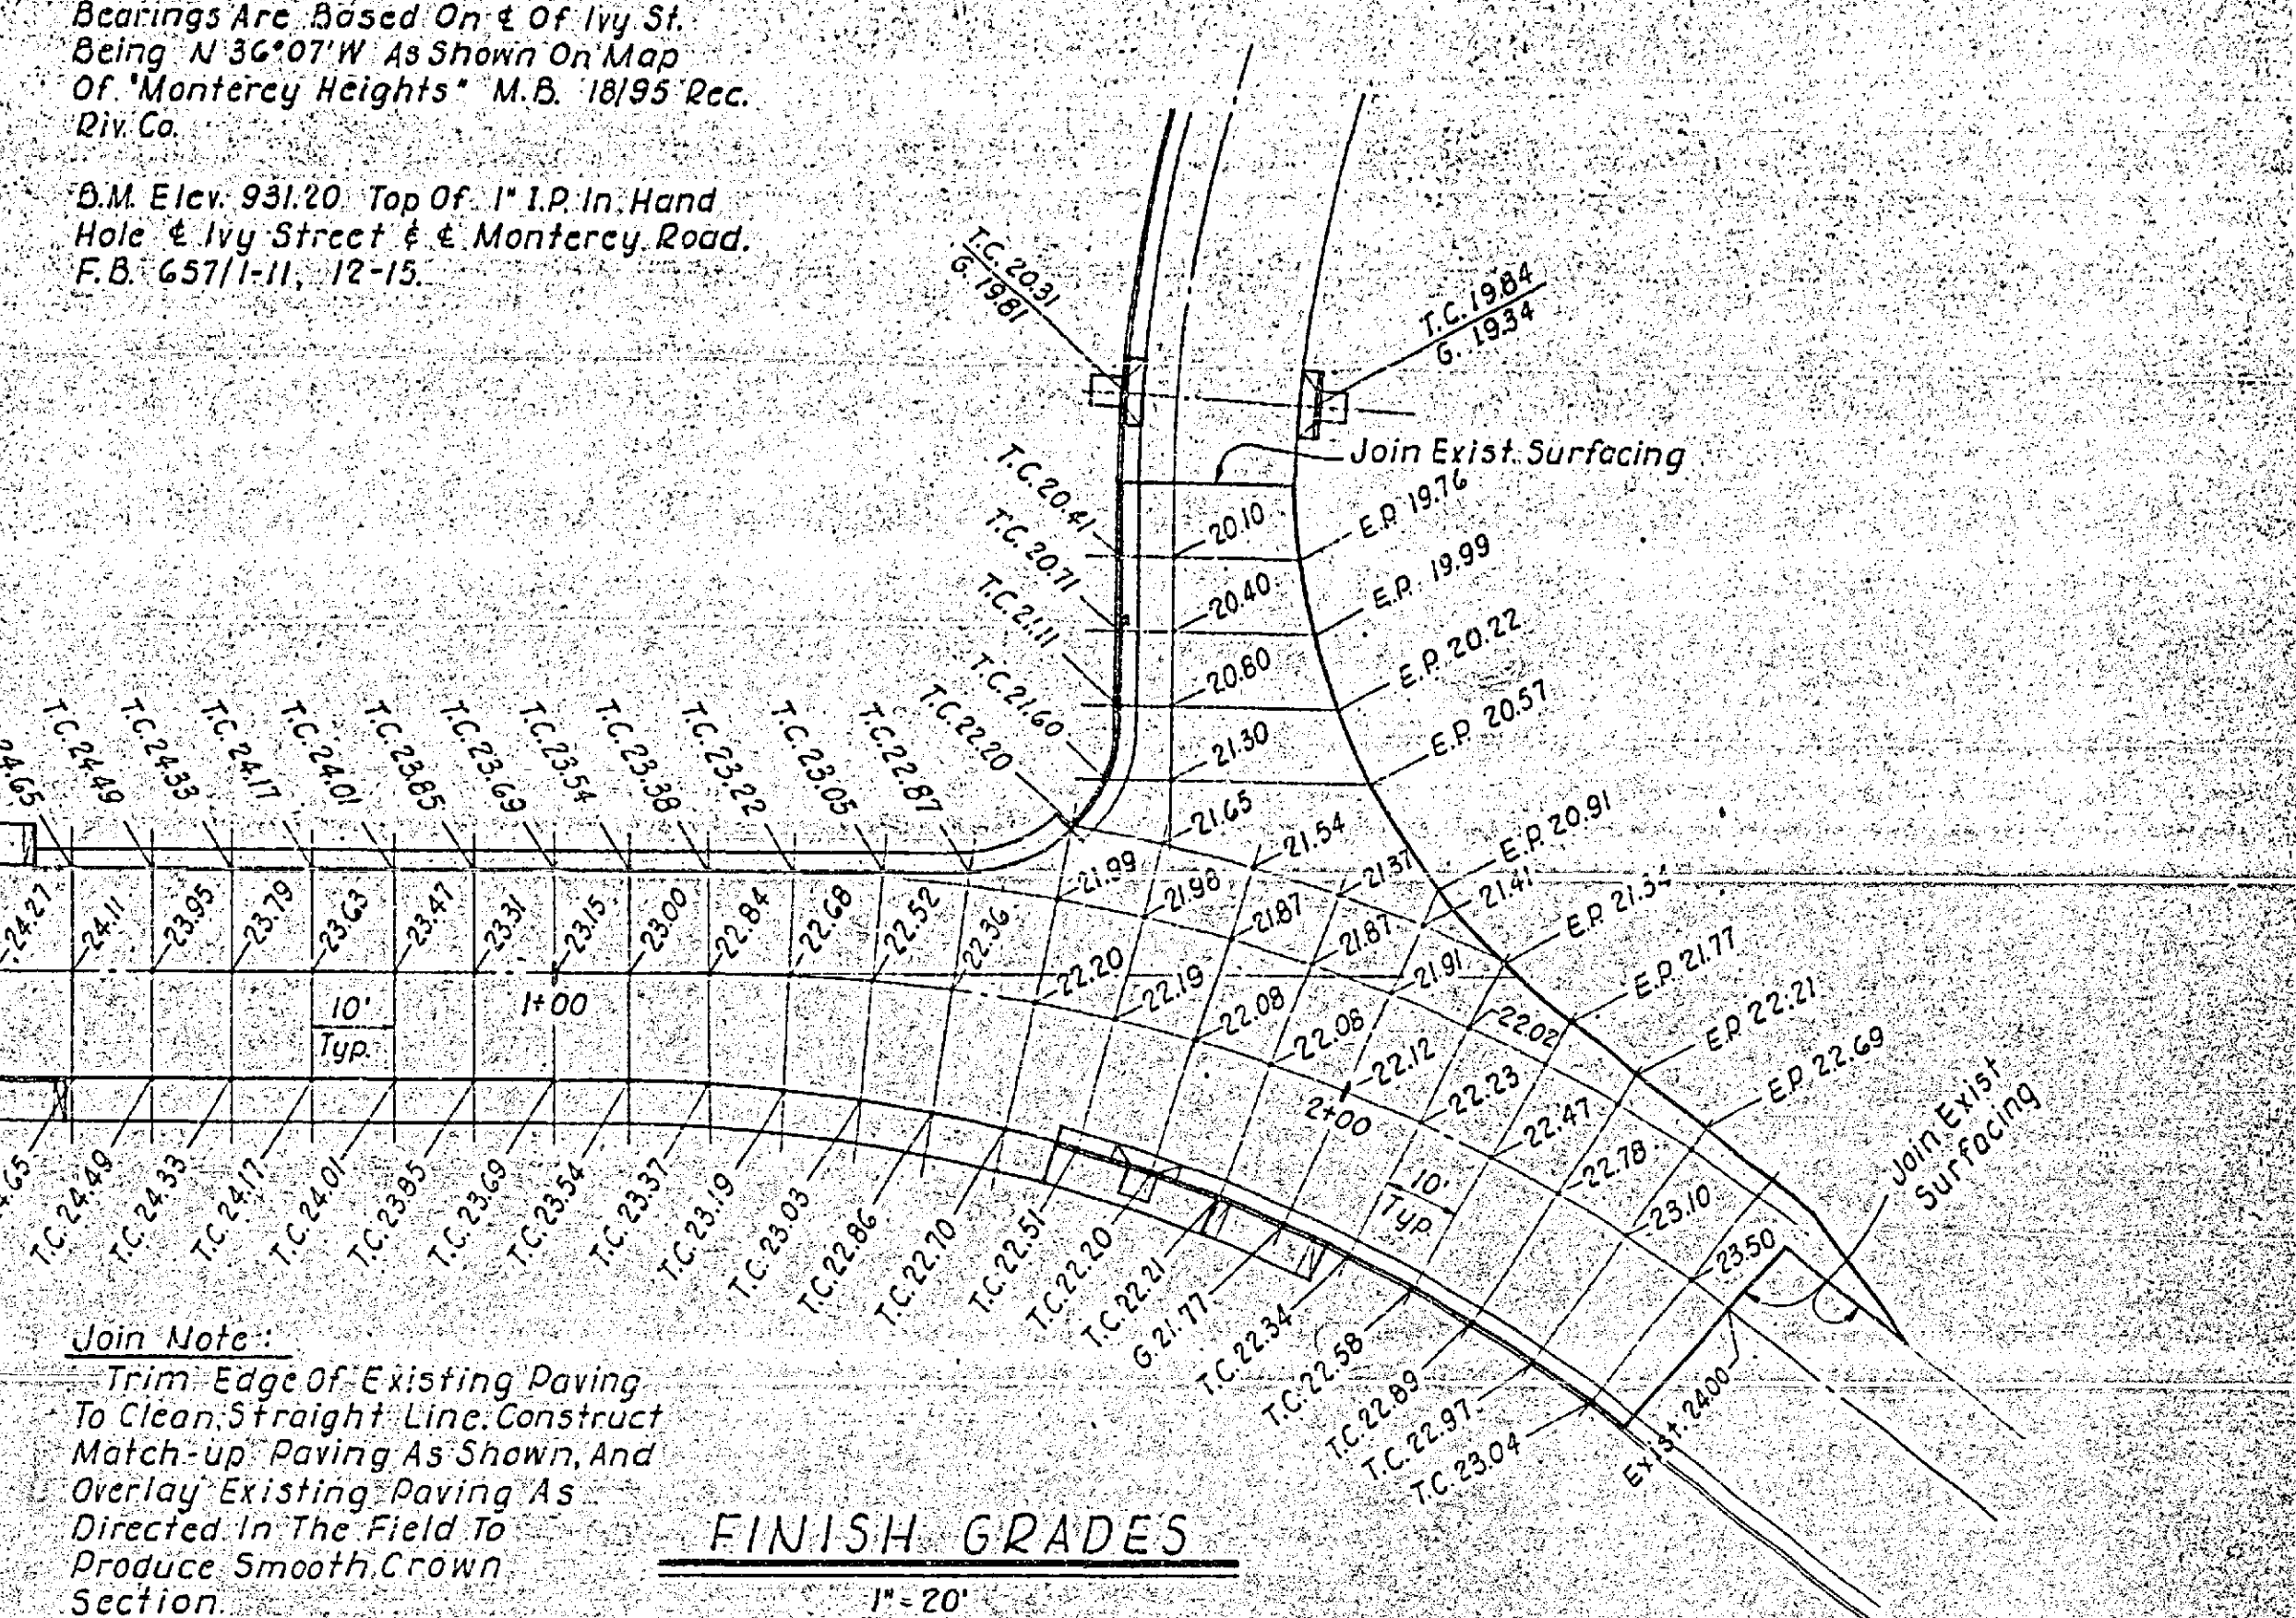 Bearings Are Based On ℄ Of Ivy St.
Being N 36°07' W As Shown On Map
Of "Monterey Heights" M.B. 18/95 Rec.
Riv. Co.
B.M. Elev. 931.20 Top Of 1" I.P. In Hand
Hole ℄ Ivy Street & ℄ Monterey Road.
F.B. 657/1-11, 12-15.
T.C. 20.31
G. 19.81
T.C. 19.84
G. 19.34
Join Exist. Surfacing
T.C. 20.41
T.C. 20.71
T.C. 21.11
T.C. 21.60
T.C. 22.20
20.10
20.40
20.80
21.30
E.P. 19.76
E.P. 19.99
E.P. 20.22
E.P. 20.57
E.P. 20.91
E.P. 21.34
E.P. 21.77
E.P. 22.21
E.P. 22.69
24.65
T.C. 24.49
T.C. 24.33
T.C. 24.17
T.C. 24.01
T.C. 23.85
T.C. 23.69
T.C. 23.54
T.C. 23.38
T.C. 23.22
T.C. 23.05
T.C. 22.87
21.65
21.54
21.37
21.41
21.99
21.98
21.87
21.87
21.91
22.02
24.27
24.11
23.95
23.79
23.63
23.47
23.31
23.15
23.00
22.84
22.68
22.52
22.36
22.20
22.19
22.08
22.08
22.12
22.23
22.47
22.78
23.10
23.50
10'
Typ.
1+00
2+00
10'
Typ.
Join Exist
Surfacing
4.65
T.C. 24.49
T.C. 24.33
T.C. 24.17
T.C. 24.01
T.C. 23.85
T.C. 23.69
T.C. 23.54
T.C. 23.37
T.C. 23.19
T.C. 23.03
T.C. 22.86
T.C. 22.70
T.C. 22.51
T.C. 22.20
T.C. 22.21
G. 21.77
T.C. 22.34
T.C. 22.58
T.C. 22.89
T.C. 22.97
T.C. 23.04
Exist. 24.00
Join Note:
Trim Edge Of Existing Paving
To Clean, Straight Line. Construct
Match-up Paving As Shown, And
Overlay Existing Paving As
Directed In The Field To
Produce Smooth Crown
Section.
FINISH GRADES
1" = 20'